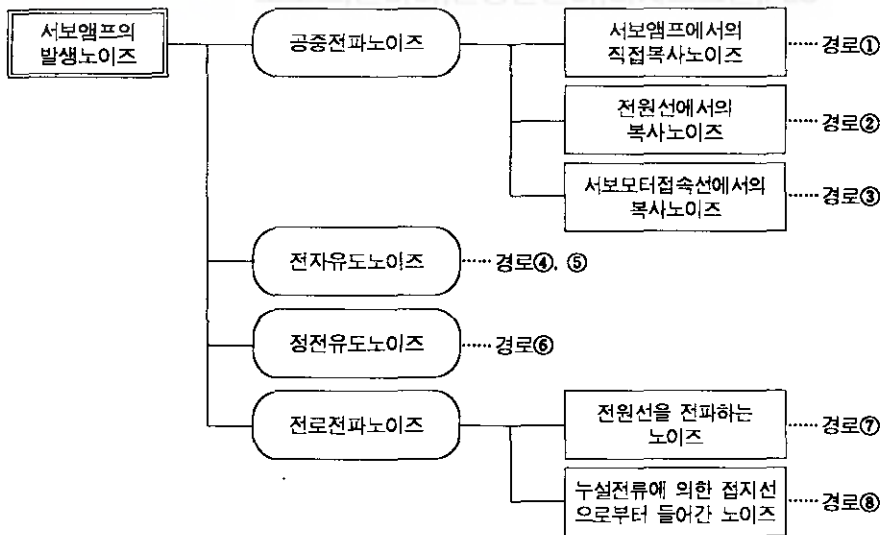 서보앰프의
발생노이즈
공중전파노이즈
서보앰프에서의
직접복사노이즈
······ 경로①
전원선에서의
복사노이즈
······ 경로②
서보모터접속선에서의
복사노이즈
······ 경로③
전자유도노이즈
······ 경로④, ⑤
정전유도노이즈
······ 경로⑥
전로전파노이즈
전원선을 전파하는
노이즈
······ 경로⑦
누설전류에 의한 접지선
으로부터 들어간 노이즈
······ 경로⑧